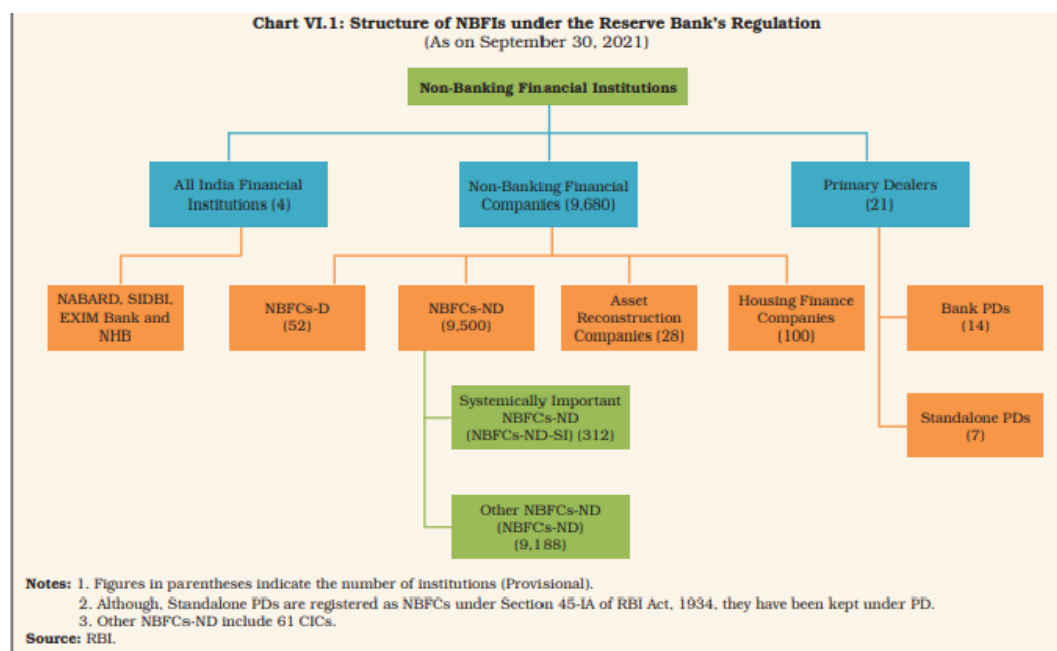 Chart VI.1: Structure of NBFIs under the Reserve Bank's Regulation
(As on September 30, 2021)
Non-Banking Financial Institutions
All India Financial
Institutions (4)
Non-Banking Financial
Companies (9,680)
Primary Dealers
(21)
NABARD, SIDBI,
EXIM Bank and
NHB
NBFCs-D
(52)
NBFCs-ND
(9,500)
Asset
Reconstruction
Companies (28)
Housing Finance
Companies
(100)
Bank PDs
(14)
Systemically Important
NBFCs-ND
(NBFCs-ND-SI) (312)
Standalone PDs
(7)
Other NBFCs-ND
(NBFCs-ND)
(9,188)
Notes: 1. Figures in parentheses indicate the number of institutions (Provisional).
2. Although, Standalone PDs are registered as NBFCs under Section 45-IA of RBI Act, 1934, they have been kept under PD.
3. Other NBFCs-ND include 61 CICs.
Source: RBI.